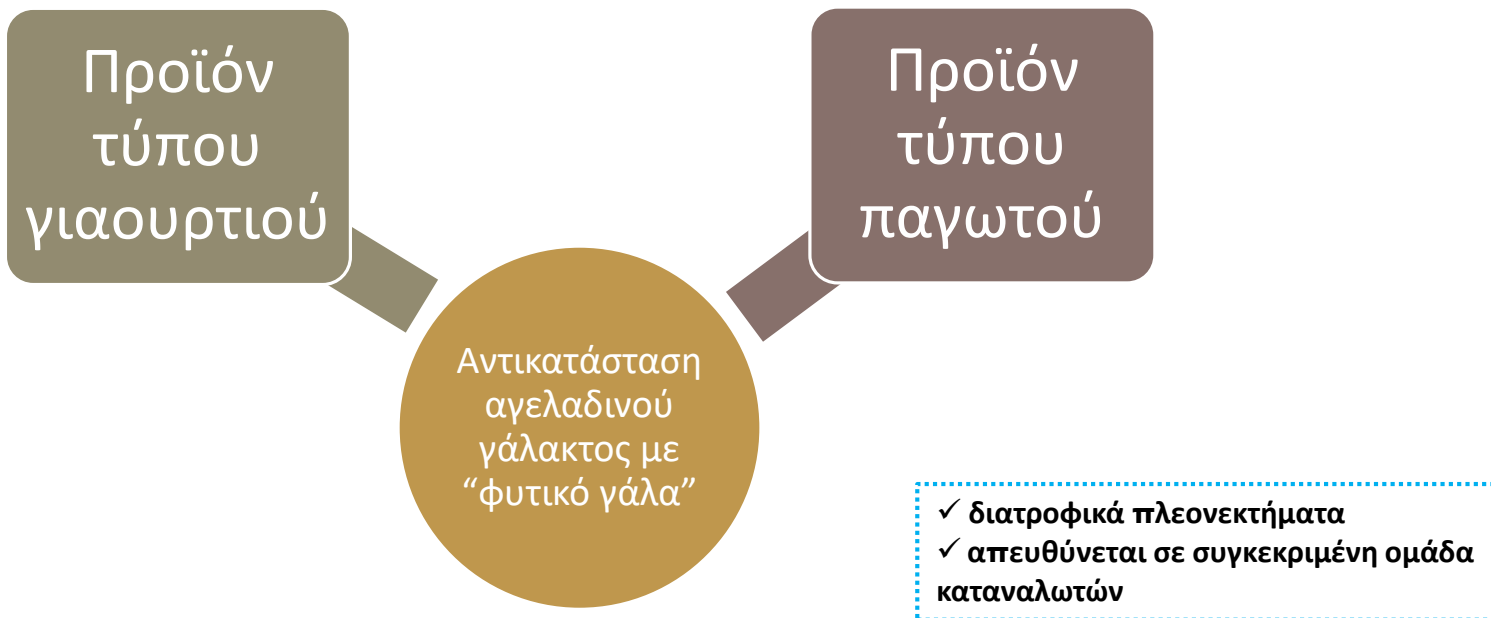 Προϊόν
τύπου
γιαουρτιού
Προϊόν
τύπου
παγωτού
Αντικατάσταση
αγελαδινού
γάλακτος με
“φυτικό γάλα”
✓ διατροφικά πλεονεκτήματα
✓ απευθύνεται σε συγκεκριμένη ομάδα
καταναλωτών